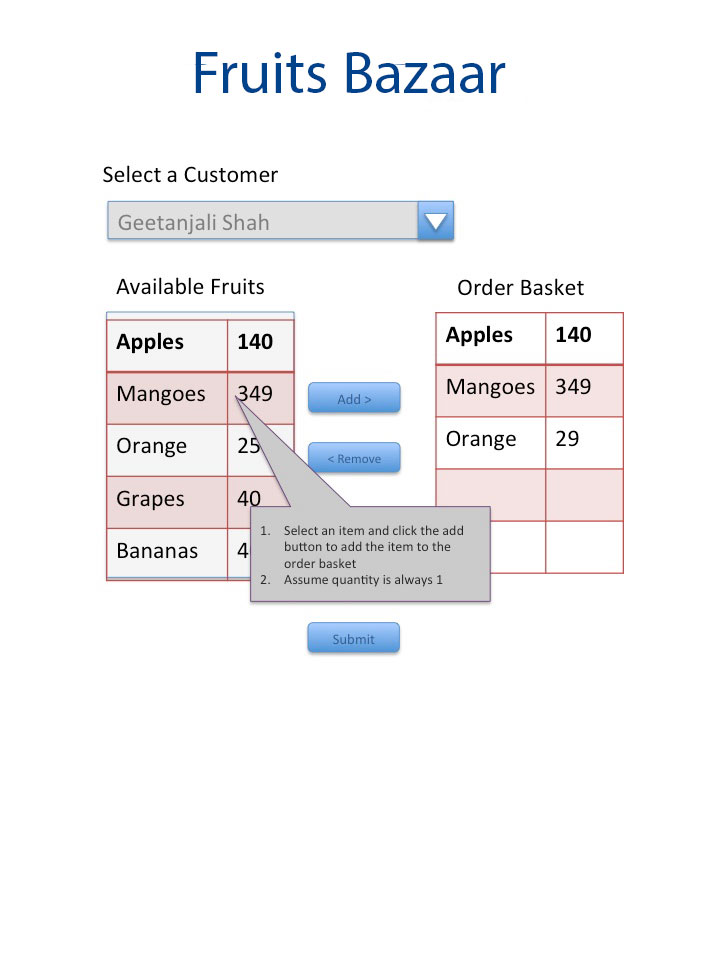 Fruits Bazaar
Select a Customer
Geetanjali Shah
Available Fruits
Apples 140
Mangoes 349
Orange 25
Grapes 40
Bananas 4
Add >
< Remove
Order Basket
Apples 140
Mangoes 349
Orange 29
1. Select an item and click the add
button to add the item to the
order basket
2. Assume quantity is always 1
Submit